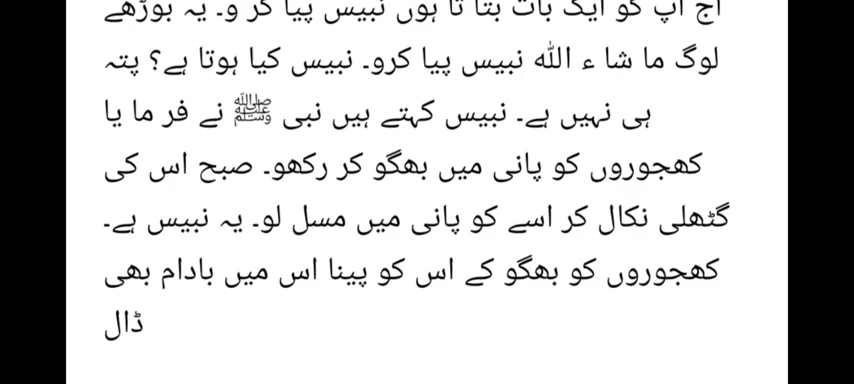 آج آپ کو ایک بات بتا تا ہوں نبیس پیا کر و۔ یہ بوڑھے
لوگ ما شا ء اللہ نبیس پیا کرو۔ نبیس کیا ہوتا ہے؟ پتہ
ہی نہیں ہے۔ نبیس کہتے ہیں نبی ﷺ نے فر ما یا
کھجوروں کو پانی میں بھگو کر رکھو۔ صبح اس کی
گٹھلی نکال کر اسے کو پانی میں مسل لو۔ یہ نبیس ہے۔
کھجوروں کو بھگو کے اس کو پینا اس میں بادام بھی
ڈال